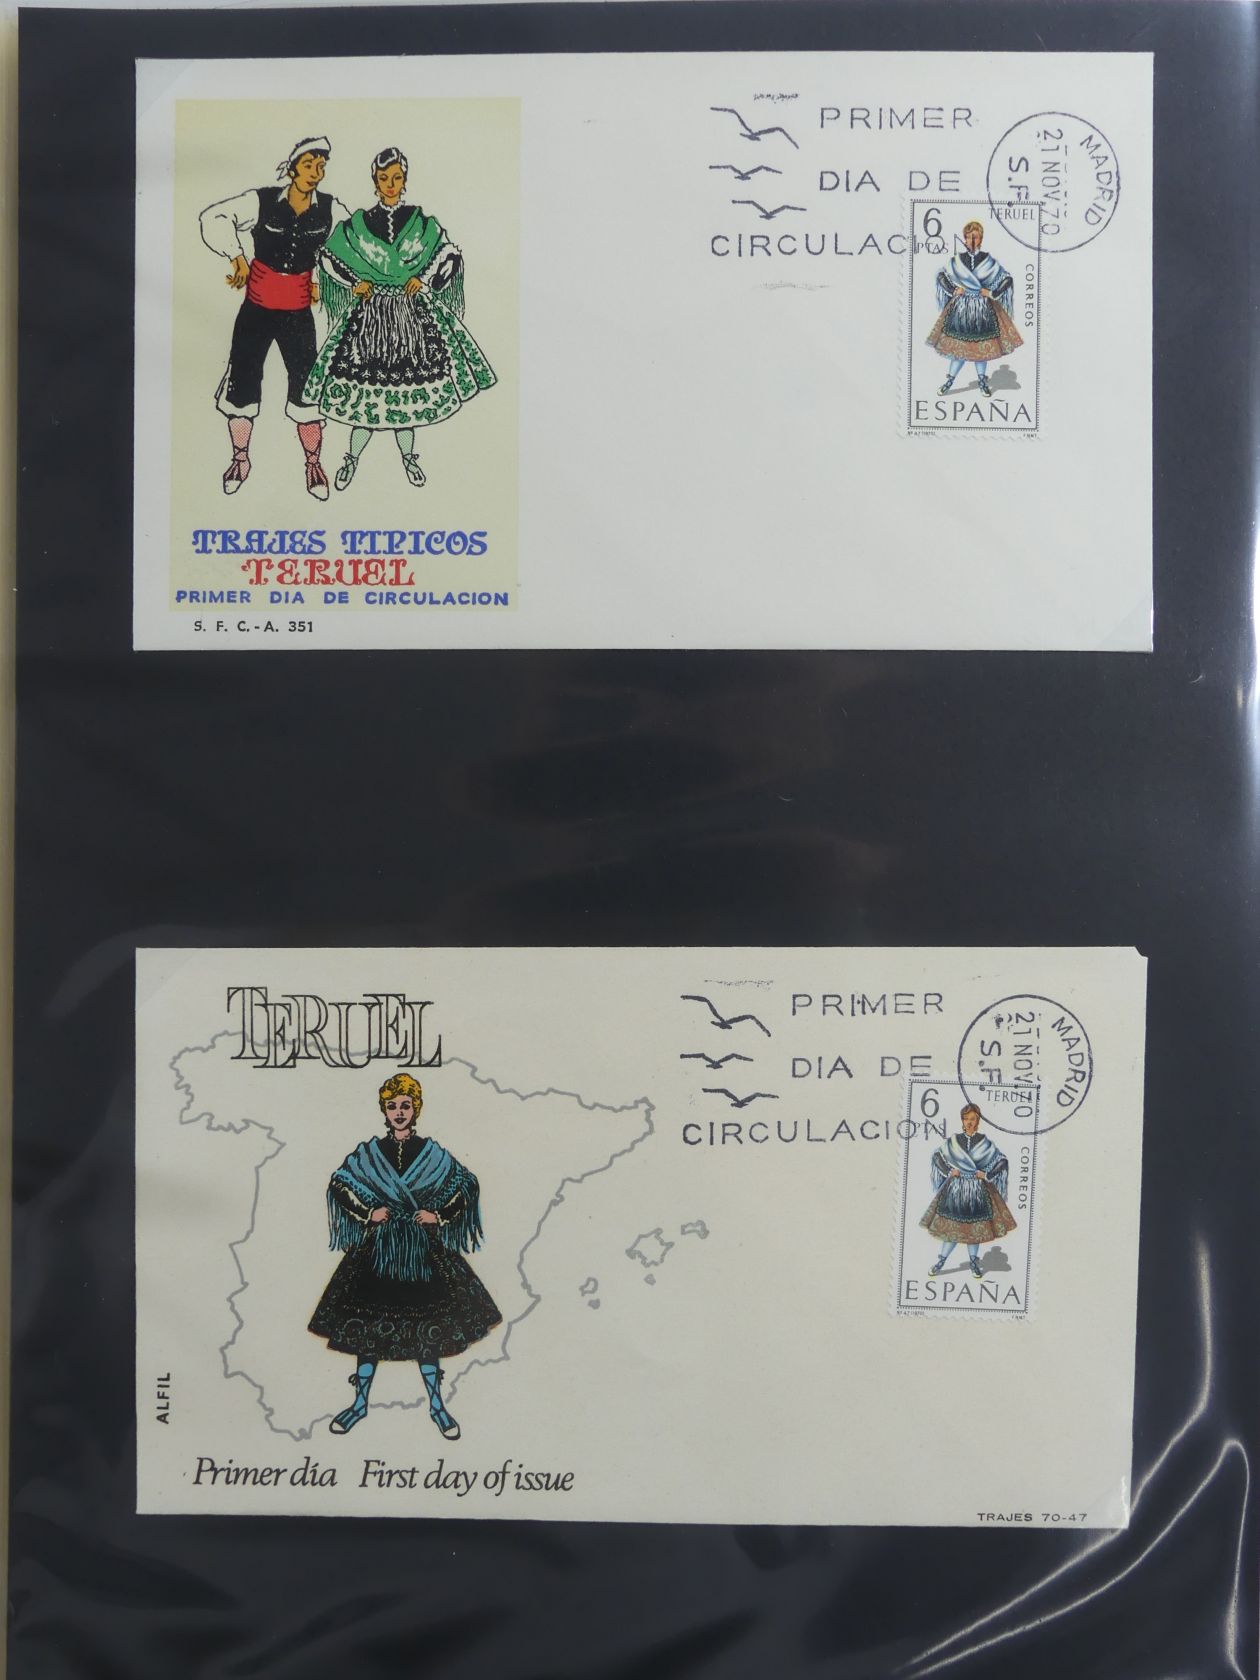 PRIMER
DIA DE
CIRCULACION
MADRID
21 NOV. 70
S.F.
6
PTAS
TERUEL
CORREOS
ESPAÑA
TRAJES TIPICOS
TERUEL
PRIMER DIA DE CIRCULACION
S. F. C. - A. 351
TERUEL
PRIMER
DIA DE
CIRCULACION
MADRID
21 NOV. 70
S.F.
6
PTAS
TERUEL
CORREOS
ESPAÑA
ALFIL
Primer día First day of issue
TRAJES 70-47